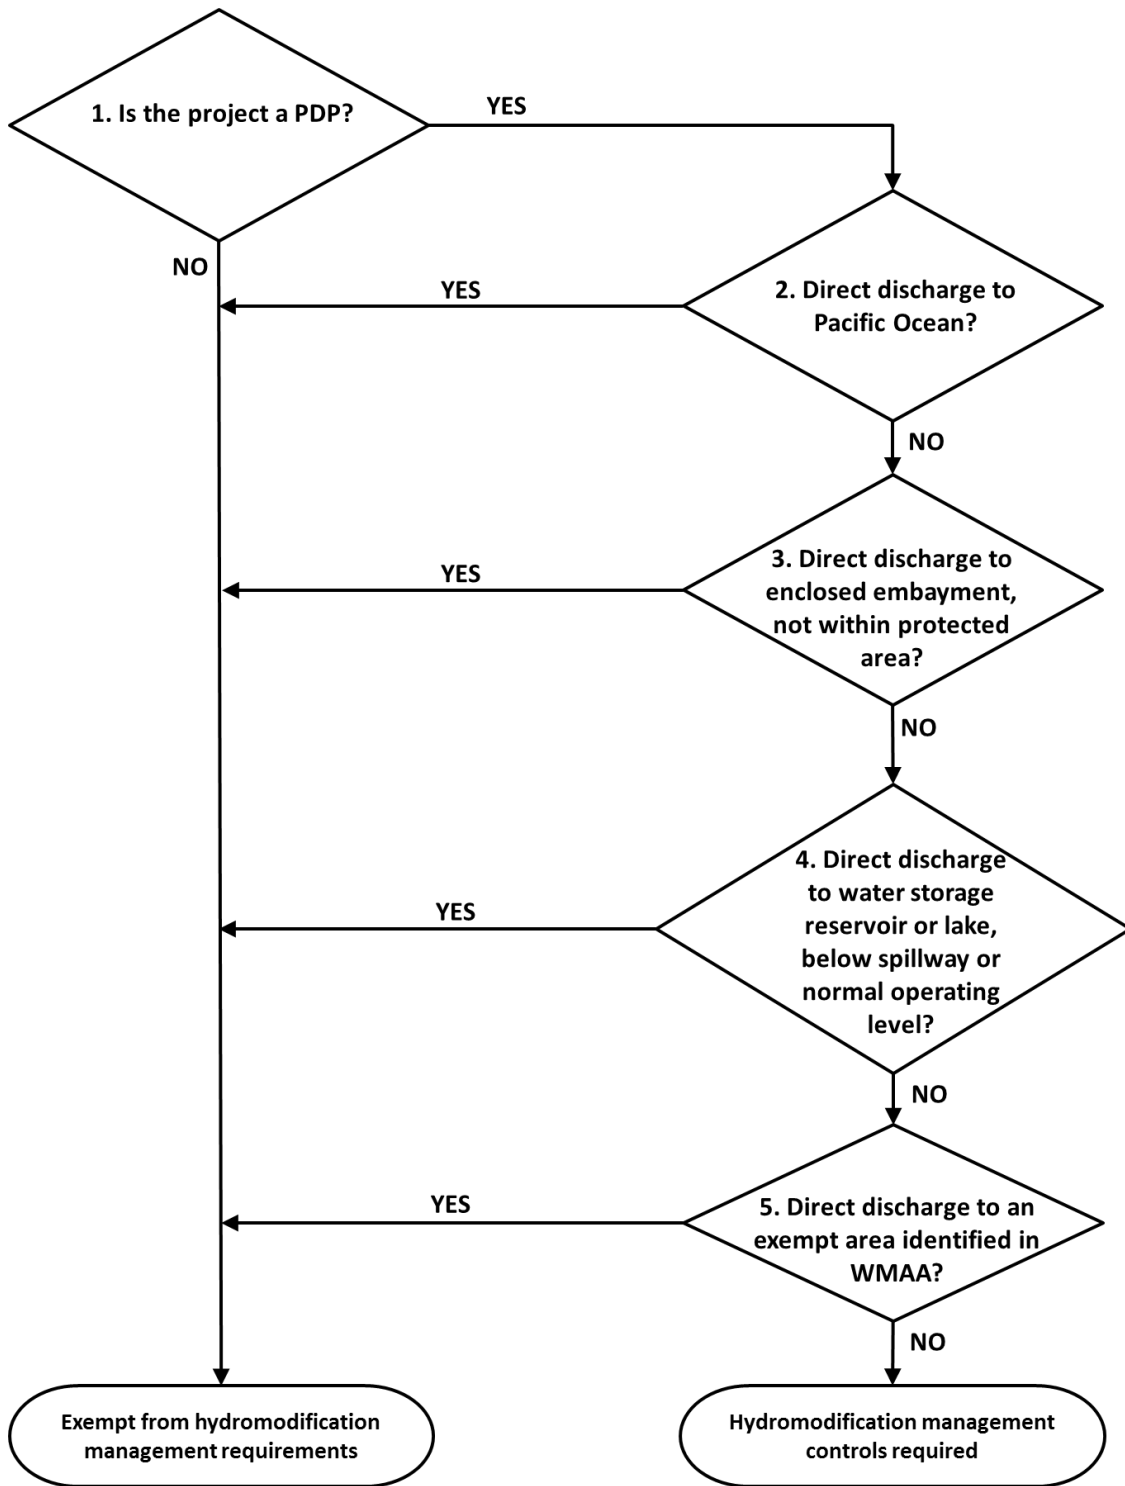 1. Is the project a PDP?
YES
NO
2. Direct discharge to
Pacific Ocean?
YES
NO
3. Direct discharge to
enclosed embayment,
not within protected
area?
YES
NO
4. Direct discharge
to water storage
reservoir or lake,
below spillway or
normal operating
level?
YES
NO
5. Direct discharge to an
exempt area identified in
WMAA?
YES
NO
Exempt from hydromodification
management requirements
Hydromodification management
controls required